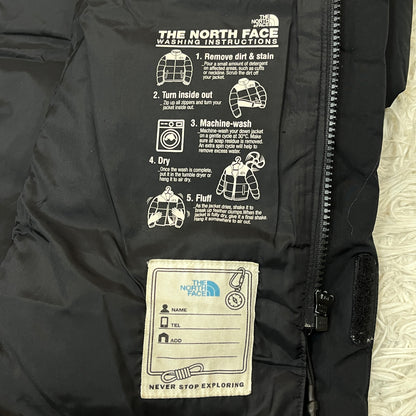 THE
NORTH
FACE
THE NORTH FACE
WASHING INSTRUCTIONS
1. Remove dirt & stain
Pour a small amount of detergent
on affected areas, such as cuffs
or neckline. Scrub the dirt off
your jacket.
2. Turn inside out
Zip up all zippers and turn your
jacket inside out.
3. Machine-wash
Machine-wash your down jacket
on a gentle cycle at 30°C. Make
sure all soap residue is removed.
An extra spin cycle will help to
remove excess water.
4. Dry
Once the wash is complete,
put it in the tumble dryer or
hang it to air dry.
5. Fluff
As the jacket dries, shake it to
break up feather clumps. When the
jacket is fully dry, give it a final shake.
Hang to air dry.
THE
NORTH
FACE
NAME
TEL
ADD
NEVER STOP EXPLORING